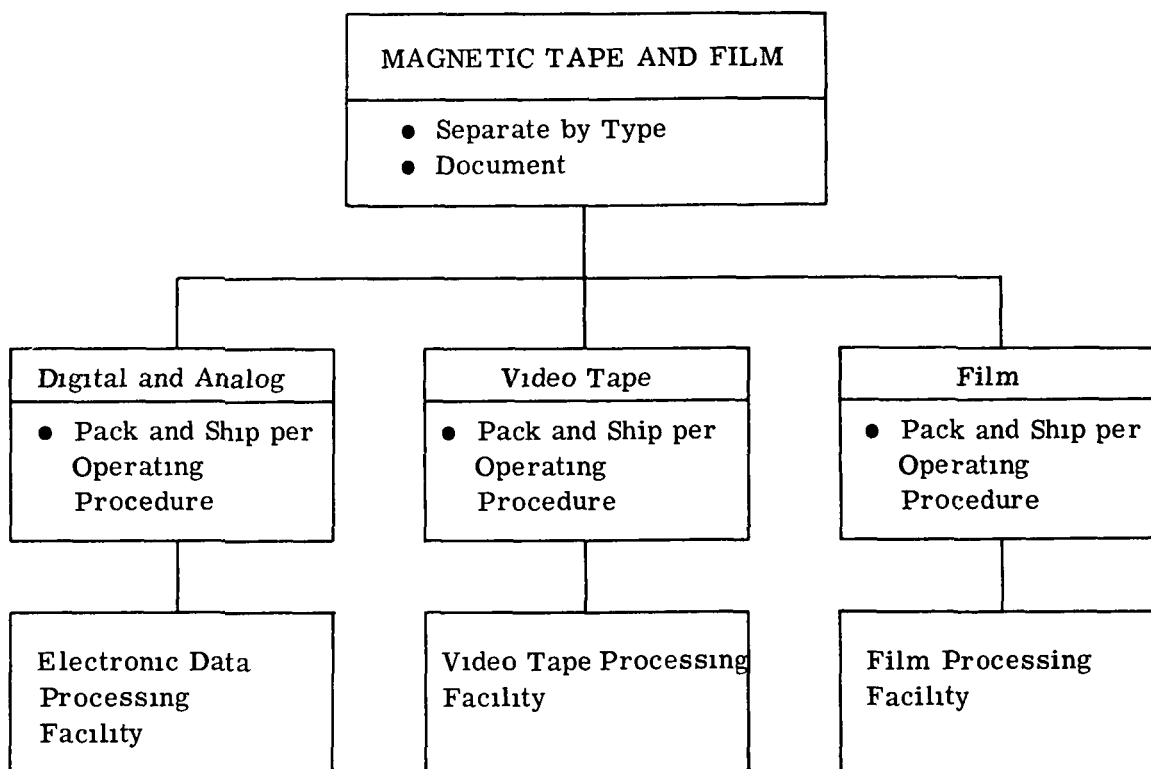 MAGNETIC TAPE AND FILM
● Separate by Type
● Document
Digital and Analog
● Pack and Ship per
Operating
Procedure
Video Tape
● Pack and Ship per
Operating
Procedure
Film
● Pack and Ship per
Operating
Procedure
Electronic Data
Processing
Facility
Video Tape Processing
Facility
Film Processing
Facility